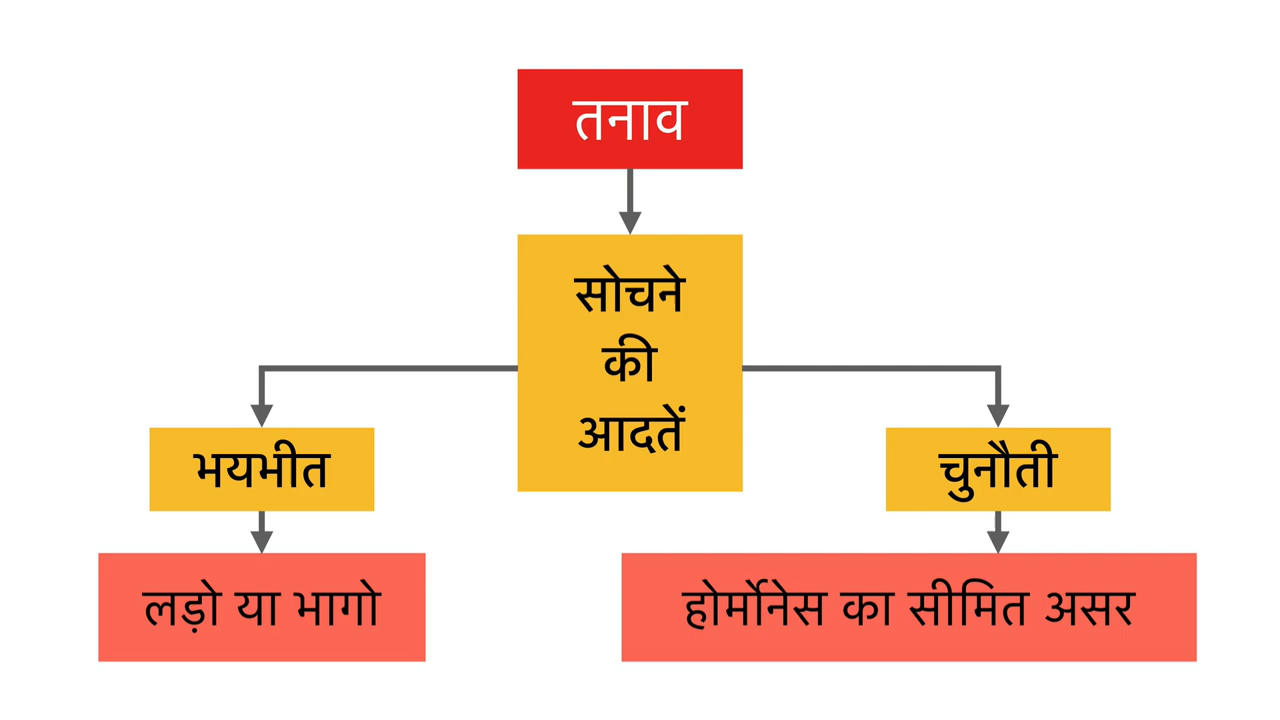 तनाव
सोचने
की
आदतें
भयभीत
चुनौती
लड़ो या भागो
होर्मोनेस का सीमित असर